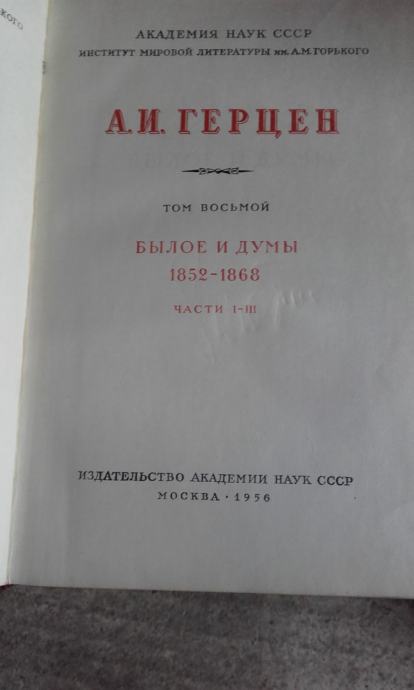 АКАДЕМИЯ НАУК СССР
ИНСТИТУТ МИРОВОЙ ЛИТЕРАТУРЫ им. А.М. ГОРЬКОГО
А.И. ГЕРЦЕН
ТОМ ВОСЬМОЙ
БЫЛОЕ И ДУМЫ
1852-1868
ЧАСТИ I-III
ИЗДАТЕЛЬСТВО АКАДЕМИИ НАУК СССР
МОСКВА · 1956